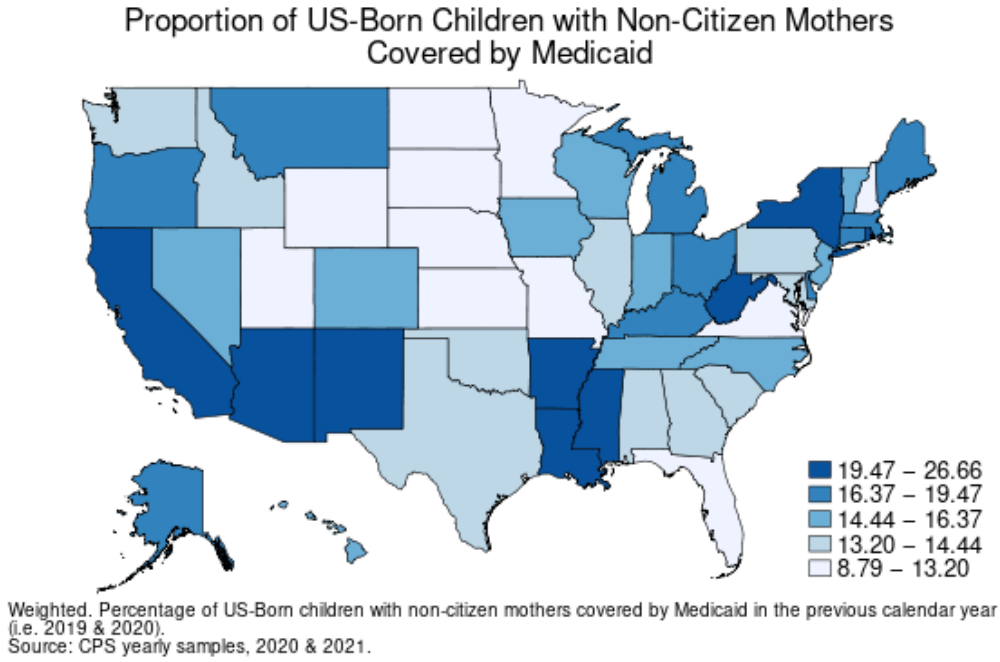 Proportion of US-Born Children with Non-Citizen Mothers
Covered by Medicaid
19.47 – 26.66
16.37 – 19.47
14.44 – 16.37
13.20 – 14.44
8.79 – 13.20
Weighted. Percentage of US-Born children with non-citizen mothers covered by Medicaid in the previous calendar year
(i.e. 2019 & 2020).
Source: CPS yearly samples, 2020 & 2021.